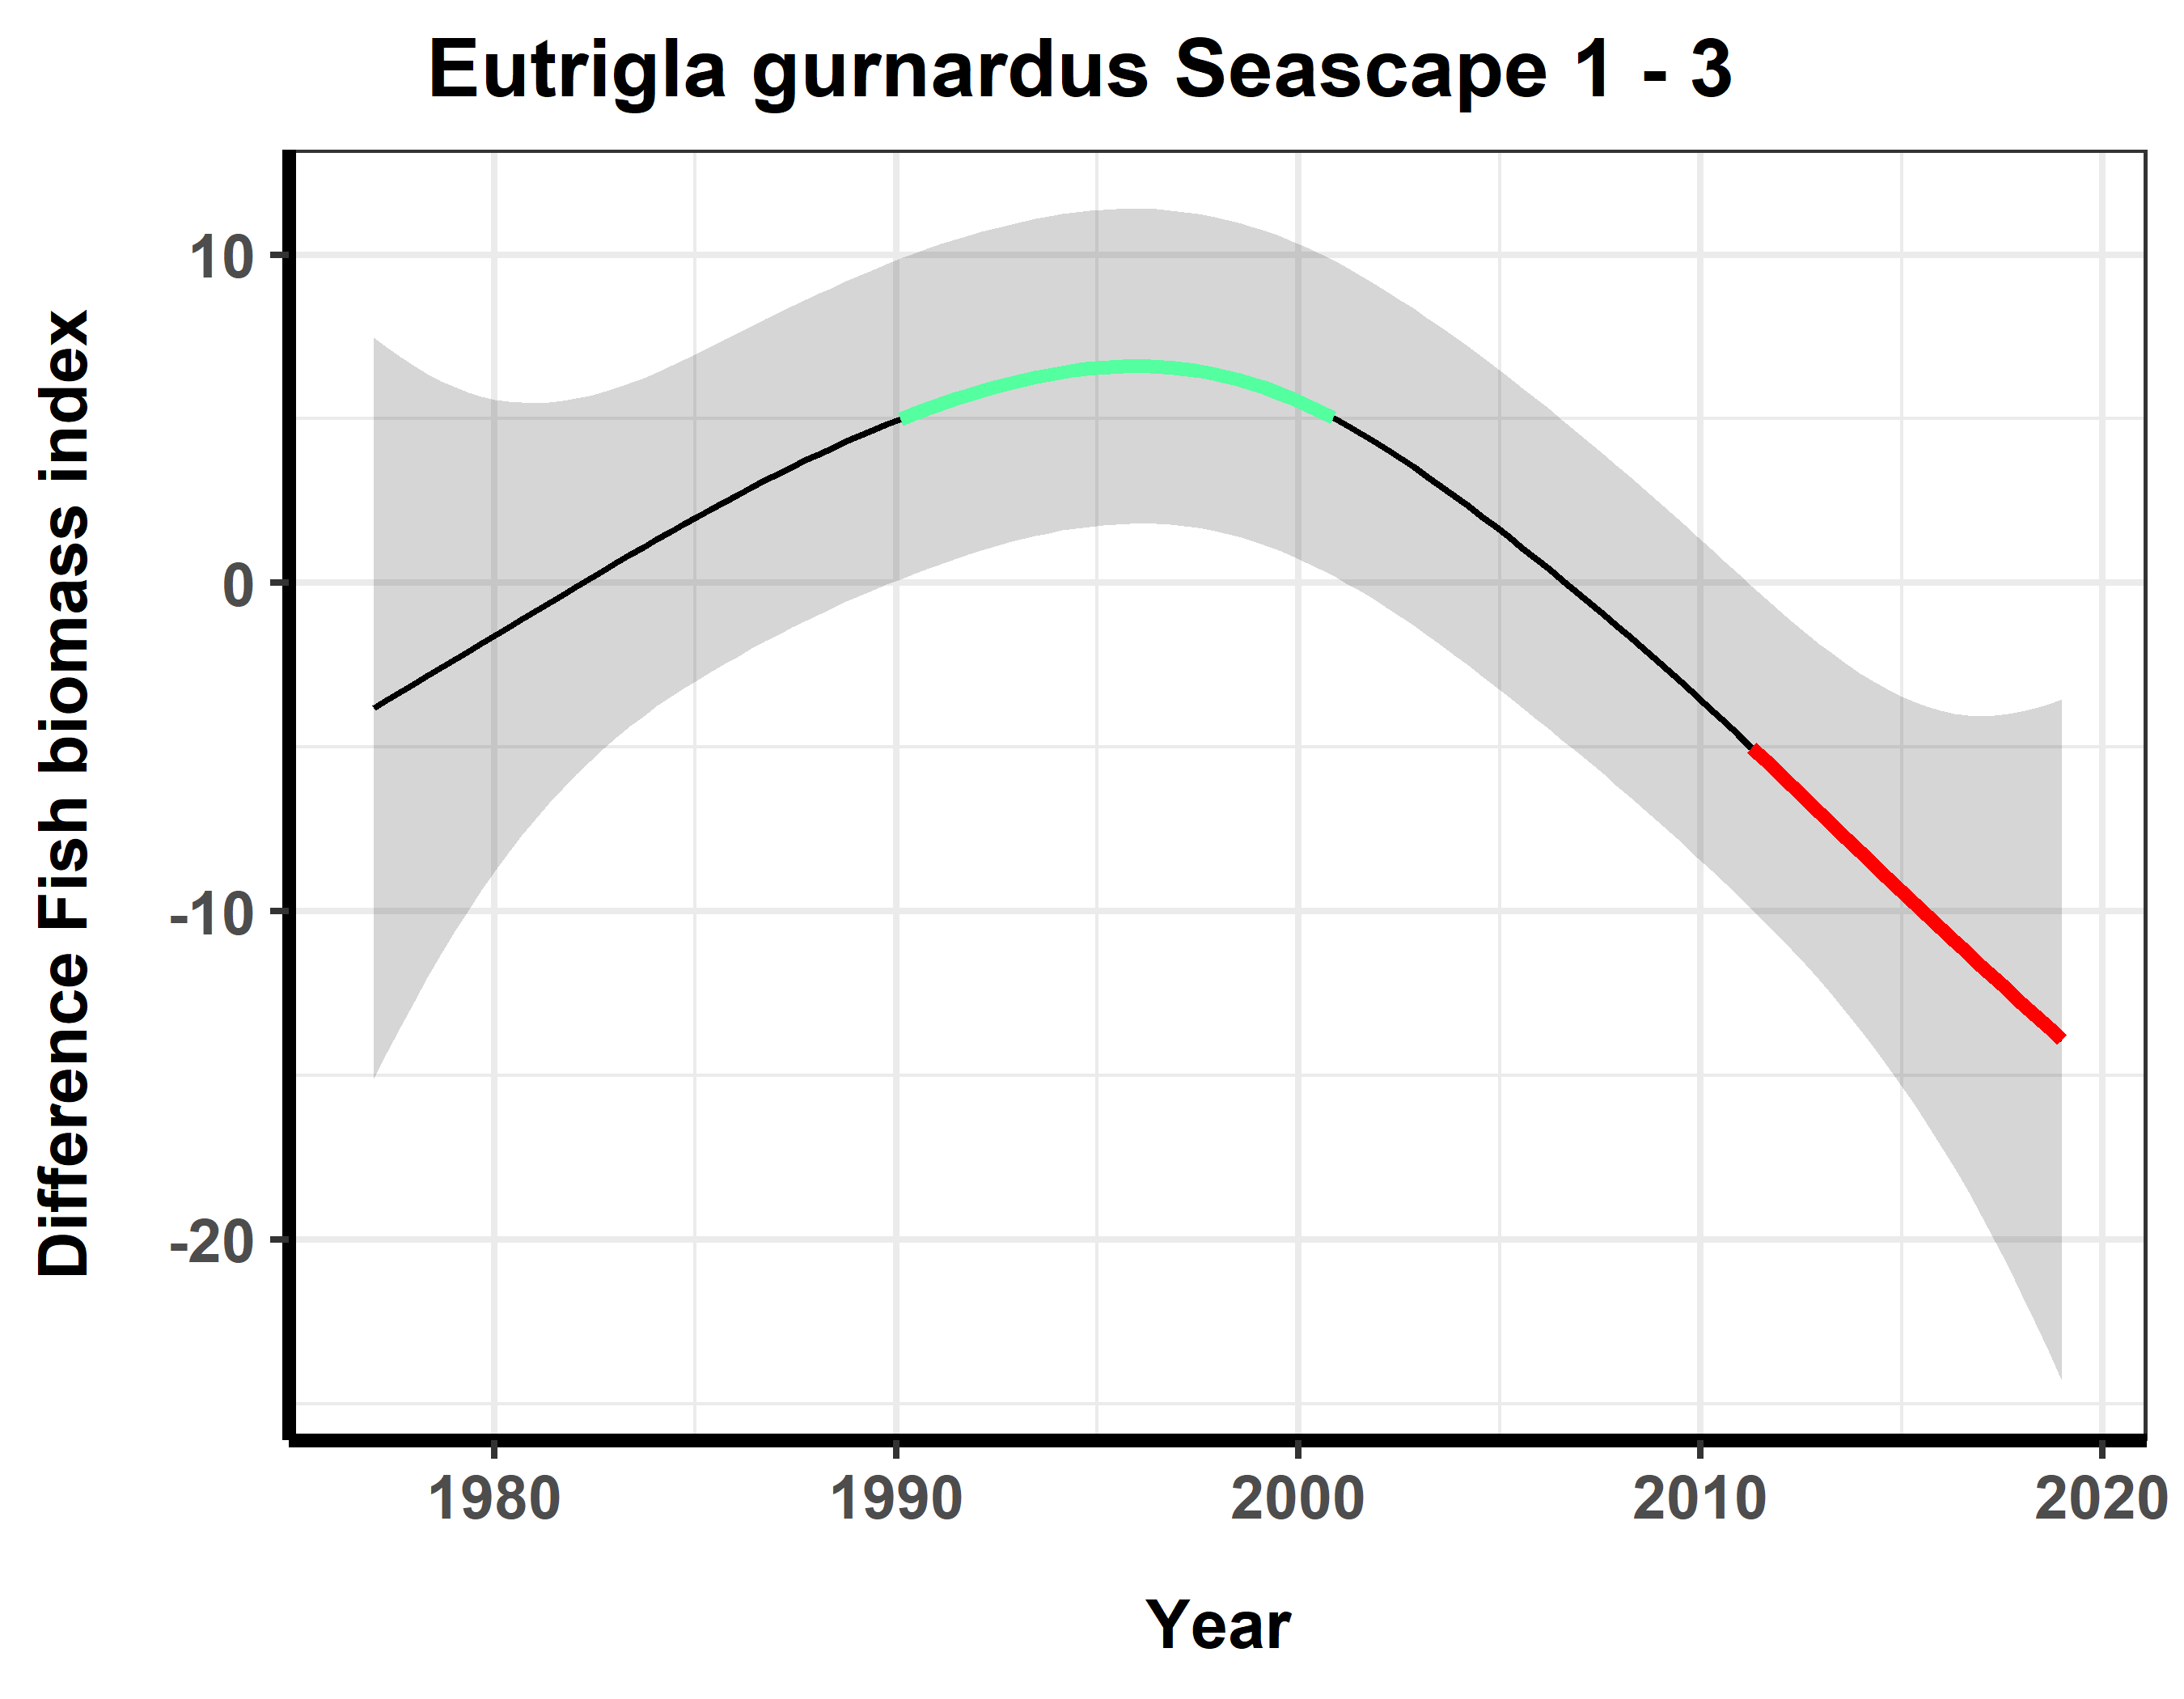 Eutrigla gurnardus Seascape 1 - 3
Difference Fish biomass index
10
0
-10
-20
1980 1990 2000 2010 2020
Year